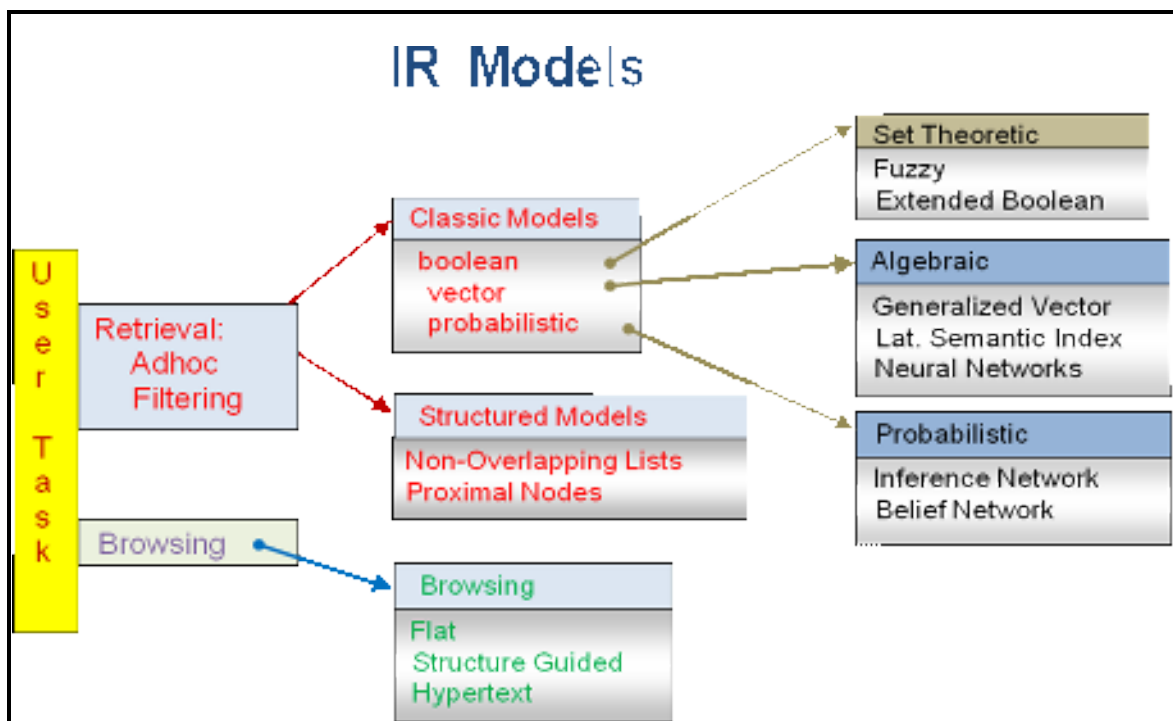 IR Models
User Task
Retrieval:
Adhoc
Filtering
Browsing
Classic Models
boolean
vector
probabilistic
Structured Models
Non-Overlapping Lists
Proximal Nodes
Browsing
Flat
Structure Guided
Hypertext
Set Theoretic
Fuzzy
Extended Boolean
Algebraic
Generalized Vector
Lat. Semantic Index
Neural Networks
Probabilistic
Inference Network
Belief Network